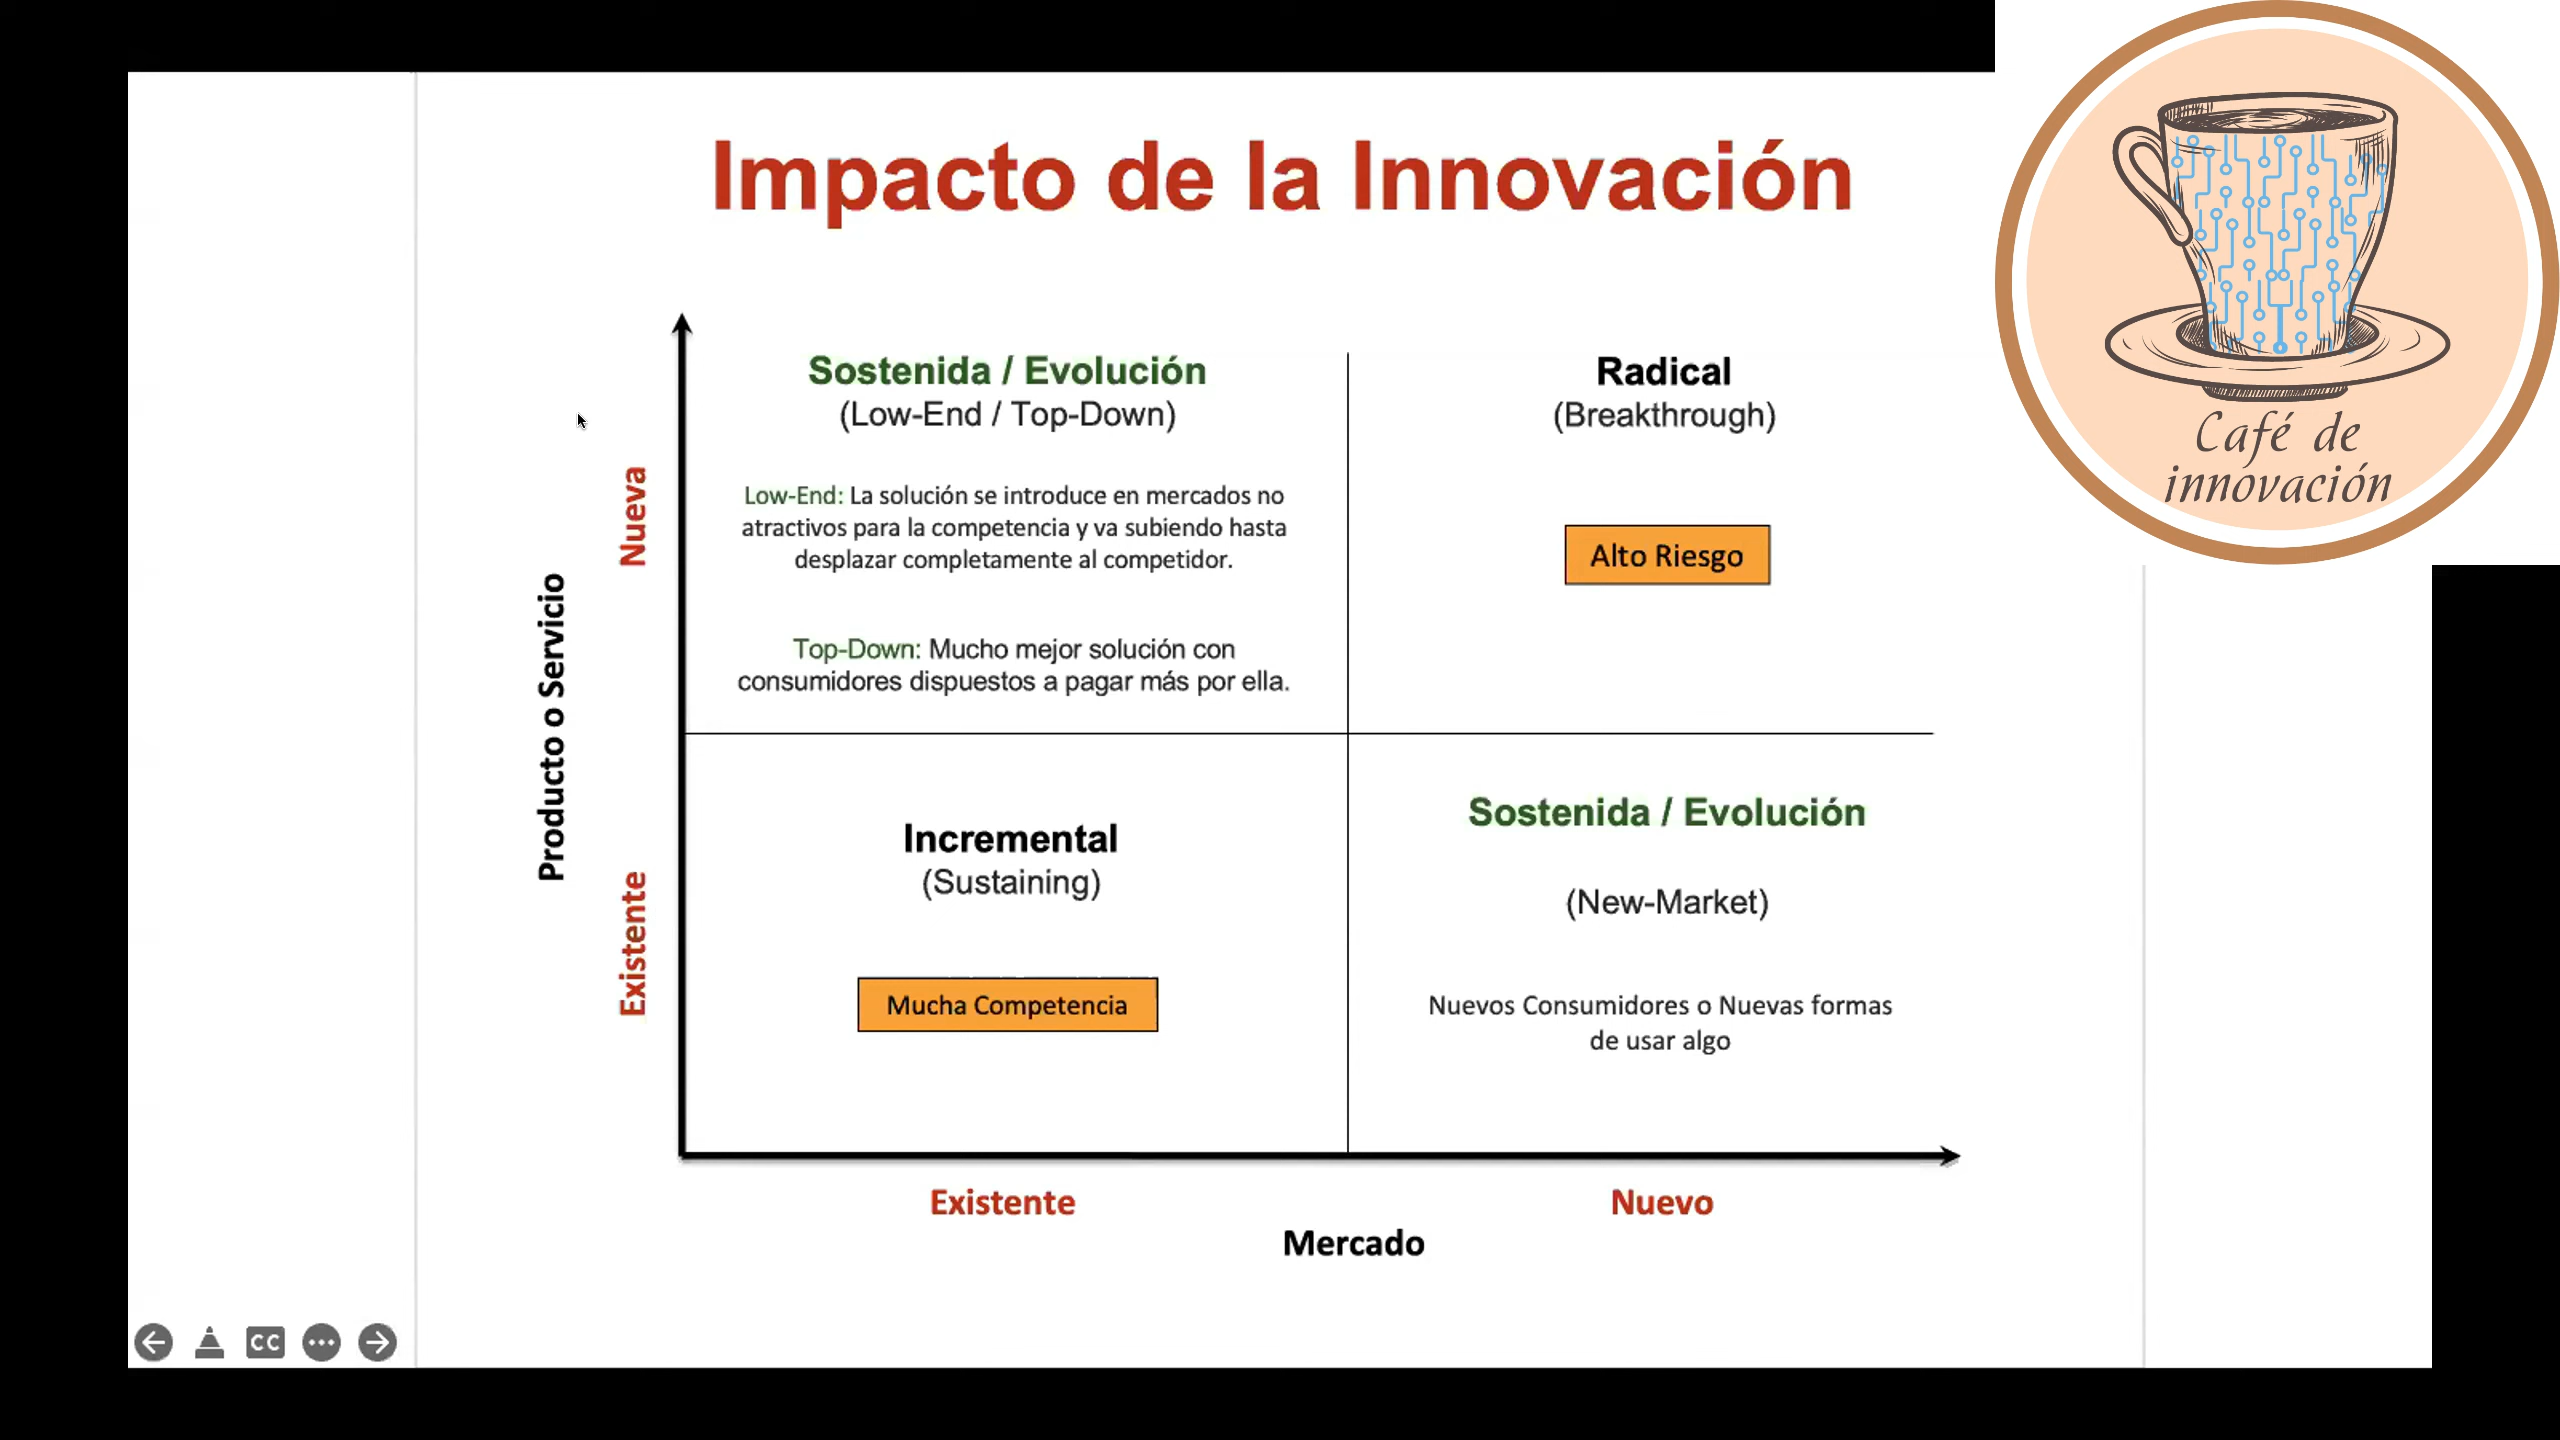 Impacto de la Innovación
Café de
innovación
Producto o Servicio
Nueva
Existente
Sostenida / Evolución
(Low-End / Top-Down)
Low-End: La solución se introduce en mercados no
atractivos para la competencia y va subiendo hasta
desplazar completamente al competidor.
Top-Down: Mucho mejor solución con
consumidores dispuestos a pagar más por ella.
Radical
(Breakthrough)
Alto Riesgo
Incremental
(Sustaining)
Mucha Competencia
Sostenida / Evolución
(New-Market)
Nuevos Consumidores o Nuevas formas
de usar algo
Existente
Nuevo
Mercado
CC